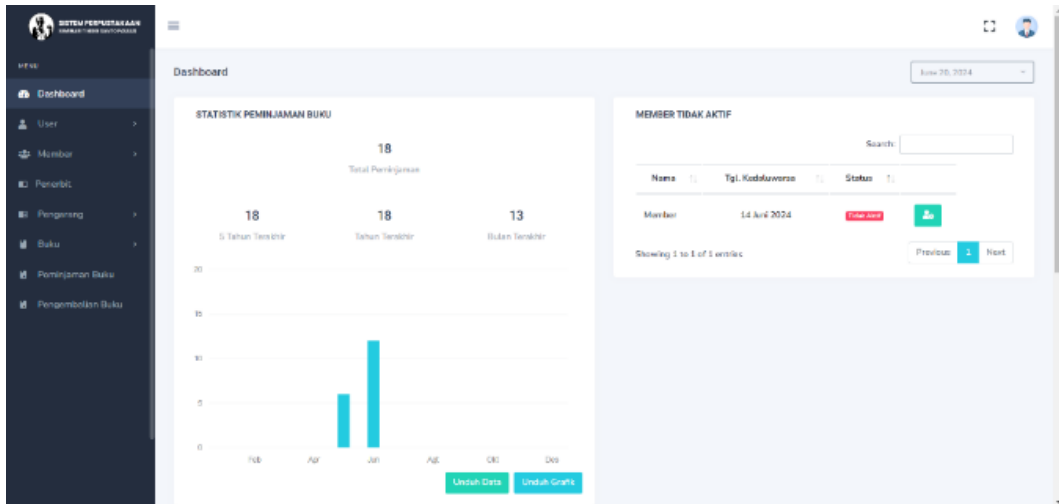 SISTEM PERPUSTAKAAN
MENU
Dashboard
User
Member
Penerbit
Pengarang
Buku
Peminjaman Buku
Pengembalian Buku
Dashboard
June 20, 2024
STATISTIK PEMINJAMAN BUKU
18
Total Peminjaman
18
5 Tahun Terakhir
18
Tahun Terakhir
13
Bulan Terakhir
20
15
10
5
0
Feb Apr Jun Agt Okt Des
Unduh Data Unduh Grafik
MEMBER TIDAK AKTIF
Search:
Nama Tgl. Kadaluwarsa Status
Member 14 Juni 2024 Tidak Aktif
Showing 1 to 1 of 1 entries
Previous 1 Next